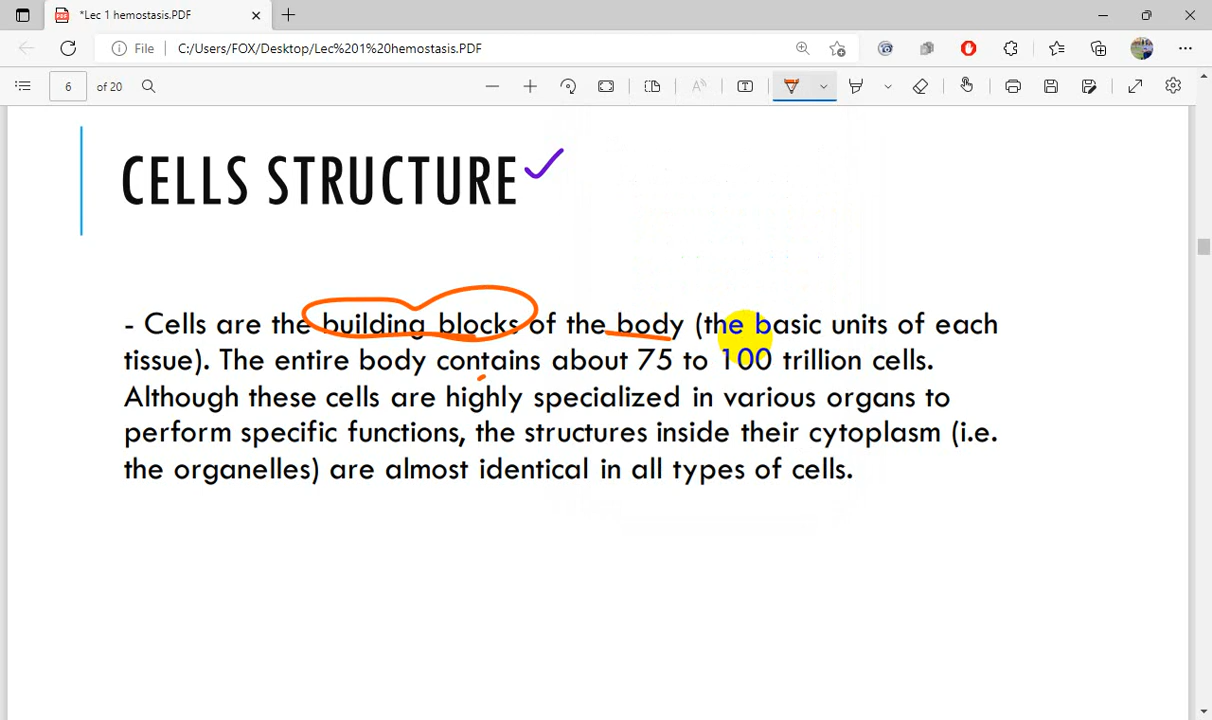 *Lec 1 hemostasis.PDF
File C:/Users/FOX/Desktop/Lec%201%20hemostasis.PDF
6 of 20
CELLS STRUCTURE
- Cells are the building blocks of the body (the basic units of each
tissue). The entire body contains about 75 to 100 trillion cells.
Although these cells are highly specialized in various organs to
perform specific functions, the structures inside their cytoplasm (i.e.
the organelles) are almost identical in all types of cells.